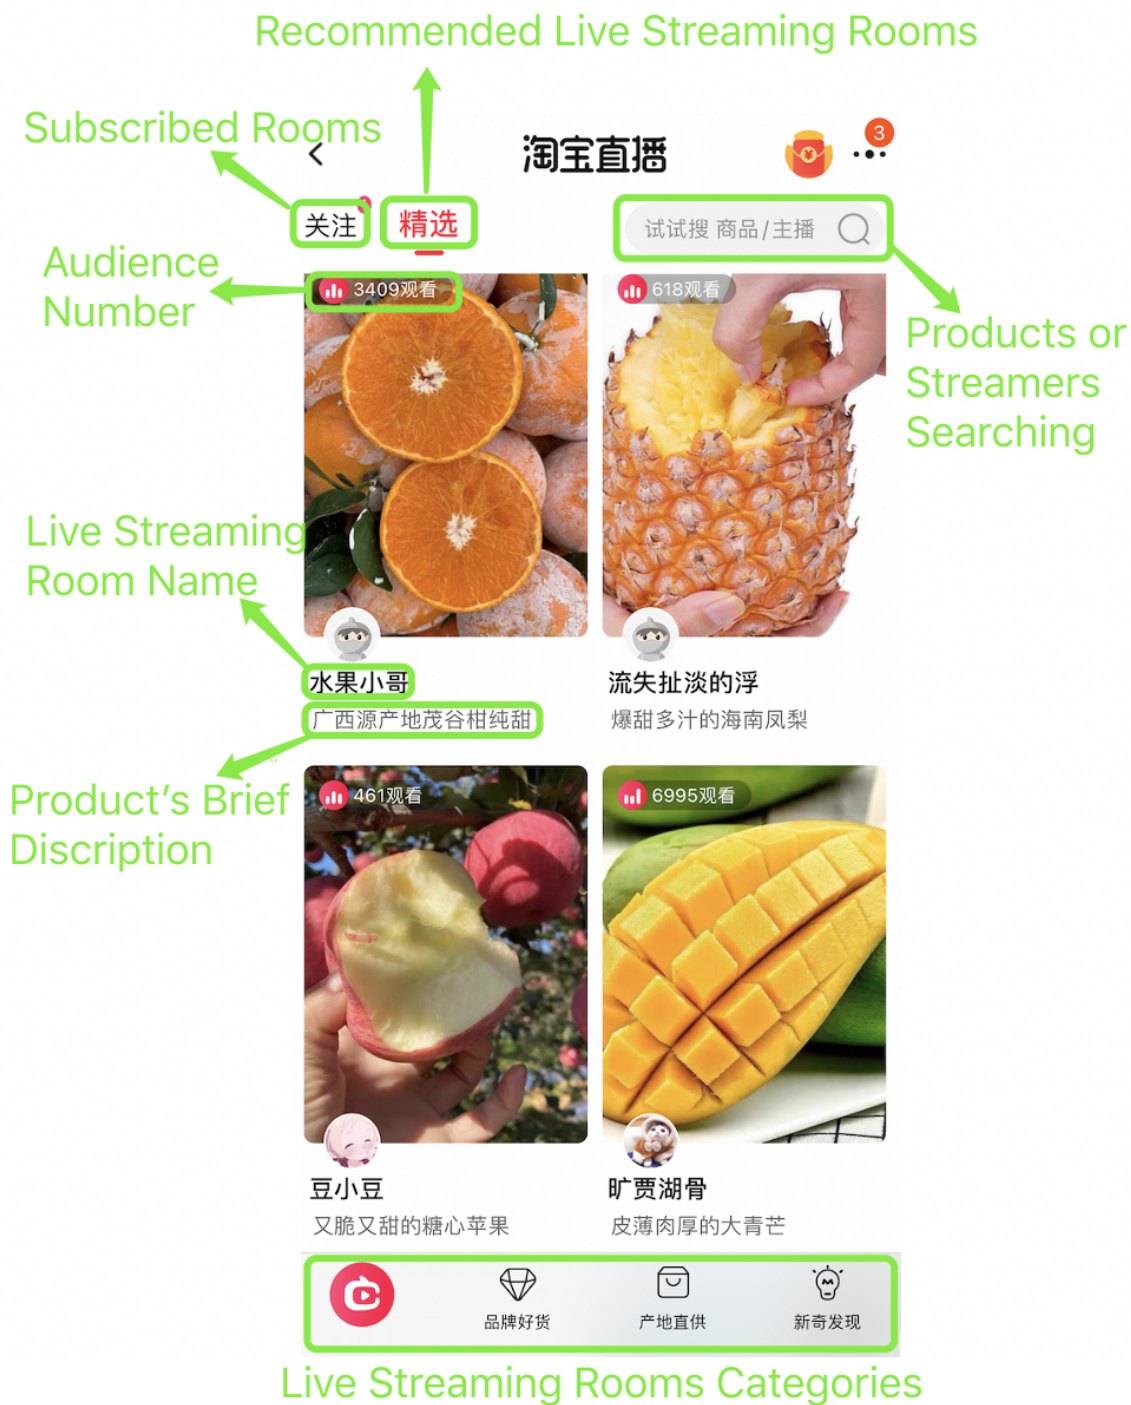 Recommended Live Streaming Rooms
Subscribed Rooms
淘宝直播
3
关注
精选
试试搜 商品/主播
Audience
Number
3409观看
618观看
Products or
Streamers
Searching
Live Streaming
Room Name
水果小哥
流失扯淡的浮
广西源产地茂谷柑纯甜
爆甜多汁的海南凤梨
Product's Brief
Discription
461观看
6995观看
豆小豆
旷贾湖骨
又脆又甜的糖心苹果
皮薄肉厚的大青芒
品牌好货
产地直供
新奇发现
Live Streaming Rooms Categories